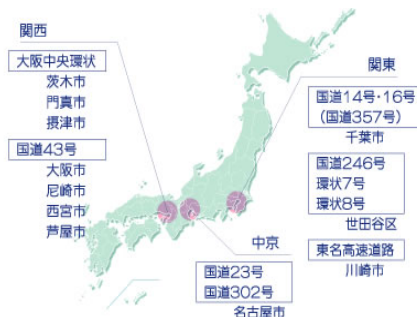 関西
大阪中央環状
茨木市
門真市
摂津市
国道43号
大阪市
尼崎市
西宮市
芦屋市
関東
国道14号・16号
（国道357号）
千葉市
国道246号
環状7号
環状8号
世田谷区
東名高速道路
川崎市
中京
国道23号
国道302号
名古屋市